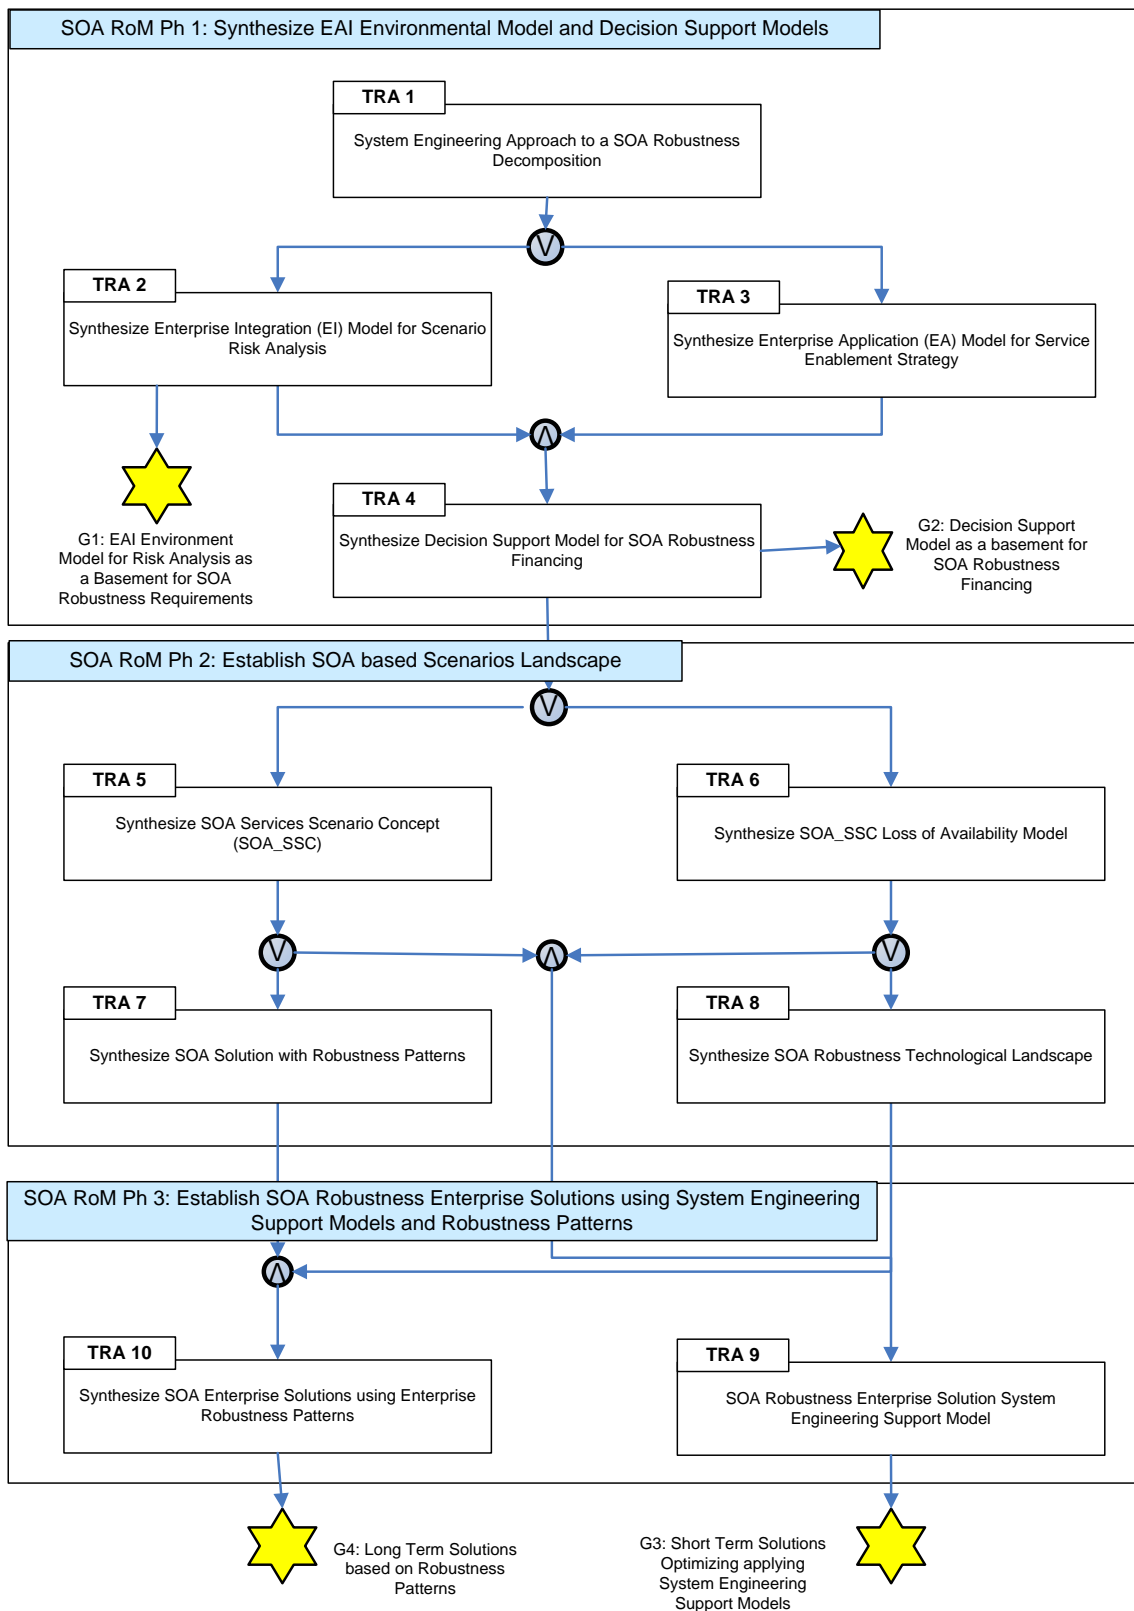 SOA RoM Ph 1: Synthesize EAI Environmental Model and Decision Support Models
TRA 1
System Engineering Approach to a SOA Robustness
Decomposition
V
TRA 2
Synthesize Enterprise Integration (EI) Model for Scenario
Risk Analysis
TRA 3
Synthesize Enterprise Application (EA) Model for Service
Enablement Strategy
Λ
TRA 4
Synthesize Decision Support Model for SOA Robustness
Financing
G1: EAI Environment
Model for Risk Analysis as
a Basement for SOA
Robustness Requirements
G2: Decision Support
Model as a basement for
SOA Robustness
Financing
SOA RoM Ph 2: Establish SOA based Scenarios Landscape
V
TRA 5
Synthesize SOA Services Scenario Concept
(SOA_SSC)
TRA 6
Synthesize SOA_SSC Loss of Availability Model
V
Λ
V
TRA 7
Synthesize SOA Solution with Robustness Patterns
TRA 8
Synthesize SOA Robustness Technological Landscape
SOA RoM Ph 3: Establish SOA Robustness Enterprise Solutions using System Engineering
Support Models and Robustness Patterns
Λ
TRA 10
Synthesize SOA Enterprise Solutions using Enterprise
Robustness Patterns
TRA 9
SOA Robustness Enterprise Solution System
Engineering Support Model
G4: Long Term Solutions
based on Robustness
Patterns
G3: Short Term Solutions
Optimizing applying
System Engineering
Support Models